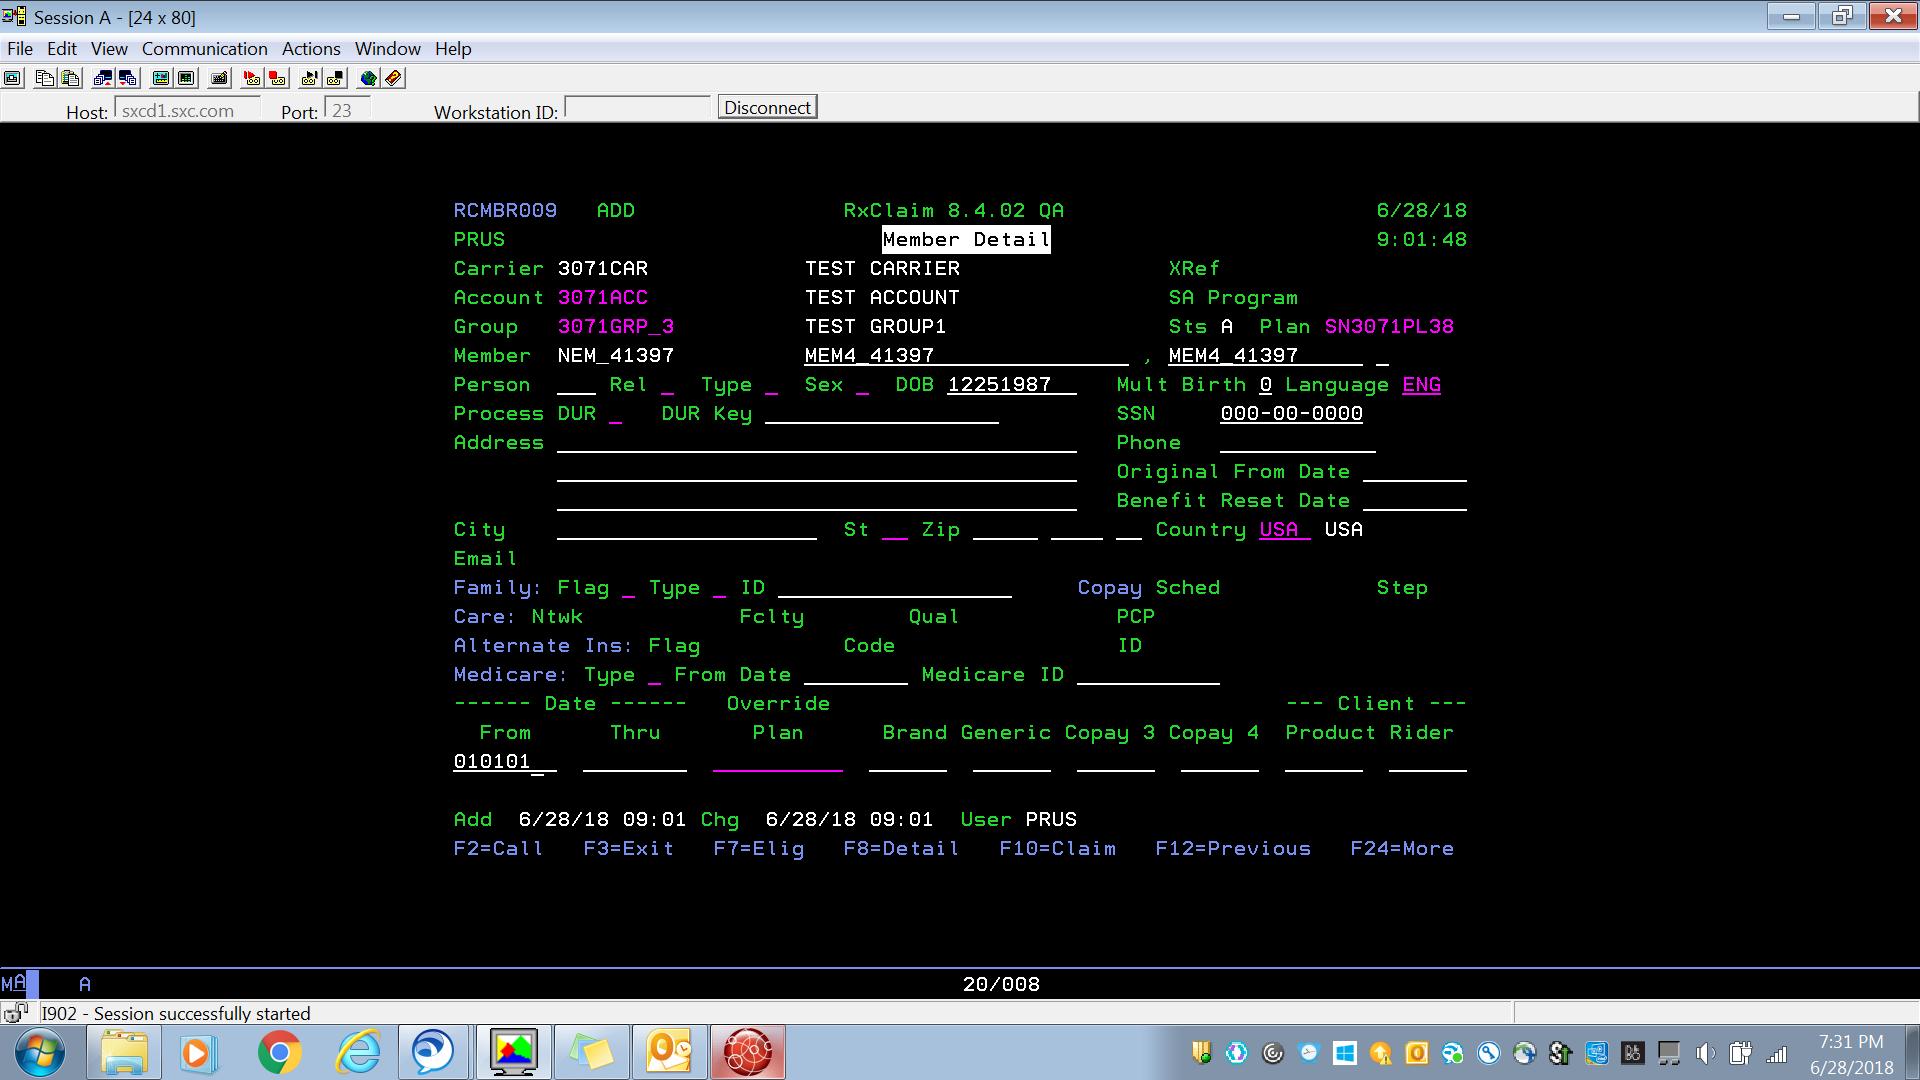 Session A - [24 x 80]
File Edit View Communication Actions Window Help
Host: sxcd1.sxc.com Port: 23 Workstation ID: Disconnect
RCMBR009 ADD RxClaim 8.4.02 QA 6/28/18
PRUS Member Detail 9:01:48
Carrier 3071CAR TEST CARRIER XRef
Account 3071ACC TEST ACCOUNT SA Program
Group 3071GRP_3 TEST GROUP1 Sts A Plan SN3071PL38
Member NEM_41397 MEM4_41397 , MEM4_41397
Person Rel Type Sex DOB 12251987 Mult Birth 0 Language ENG
Process DUR DUR Key SSN 000-00-0000
Address Phone
Original From Date
Benefit Reset Date
City St Zip Country USA USA
Email
Family: Flag Type ID Copay Sched Step
Care: Ntwk Fclty Qual PCP
Alternate Ins: Flag Code ID
Medicare: Type From Date Medicare ID
------ Date ------ Override --- Client ---
From Thru Plan Brand Generic Copay 3 Copay 4 Product Rider
010101
Add 6/28/18 09:01 Chg 6/28/18 09:01 User PRUS
F2=Call F3=Exit F7=Elig F8=Detail F10=Claim F12=Previous F24=More
MA A 20/008
I902 - Session successfully started
7:31 PM
6/28/2018